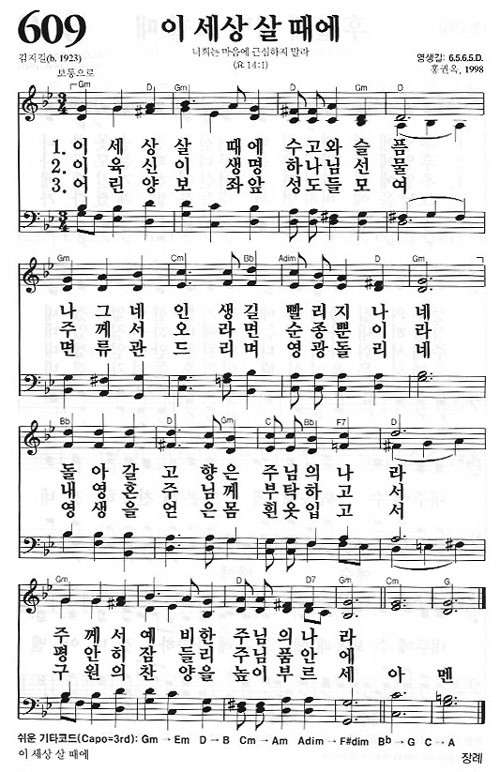 609 이 세상 살 때에
너희는 마음에 근심하지 말라
(요. 14:1)
김지길(b. 1923)
보통으로
영생길: 6.5.6.5.D.
홍권옥, 1998
Gm D Gm D
1. 이 세 상 살 때 에 수 고 와 슬 픔
2. 이 육 신 이 생 명 하 나 님 선 물
3. 어 린 양 보 좌 앞 성 도 들 모 여
Gm Cm Bb Adim D Gm
나 그 네 인 생 길 빨 리 지 나 네
주 께 서 오 라 면 순 종 뿐 이 라
면 류 관 드 리 며 영 광 돌 리 네
Bb D Gm C Bb F7 D
돌 아 갈 고 향 은 주 님 의 나 라
내 영 혼 주 님 께 부 탁 하 고 서
영 생 을 얻 은 몸 흰 옷 입 고 서
Gm D D7 Gm Cm G
주 께 서 예 비 한 주 님 의 나 라
평 안 히 잠 들 리 주 님 품 안 에
구 원 의 찬 양 을 높 이 부 르 세 아 멘
쉬운 기타코드(Capo=3rd): Gm→Em D→B Cm→Am Adim→F#dim Bb→G C→A
이 세상 살 때에
장례